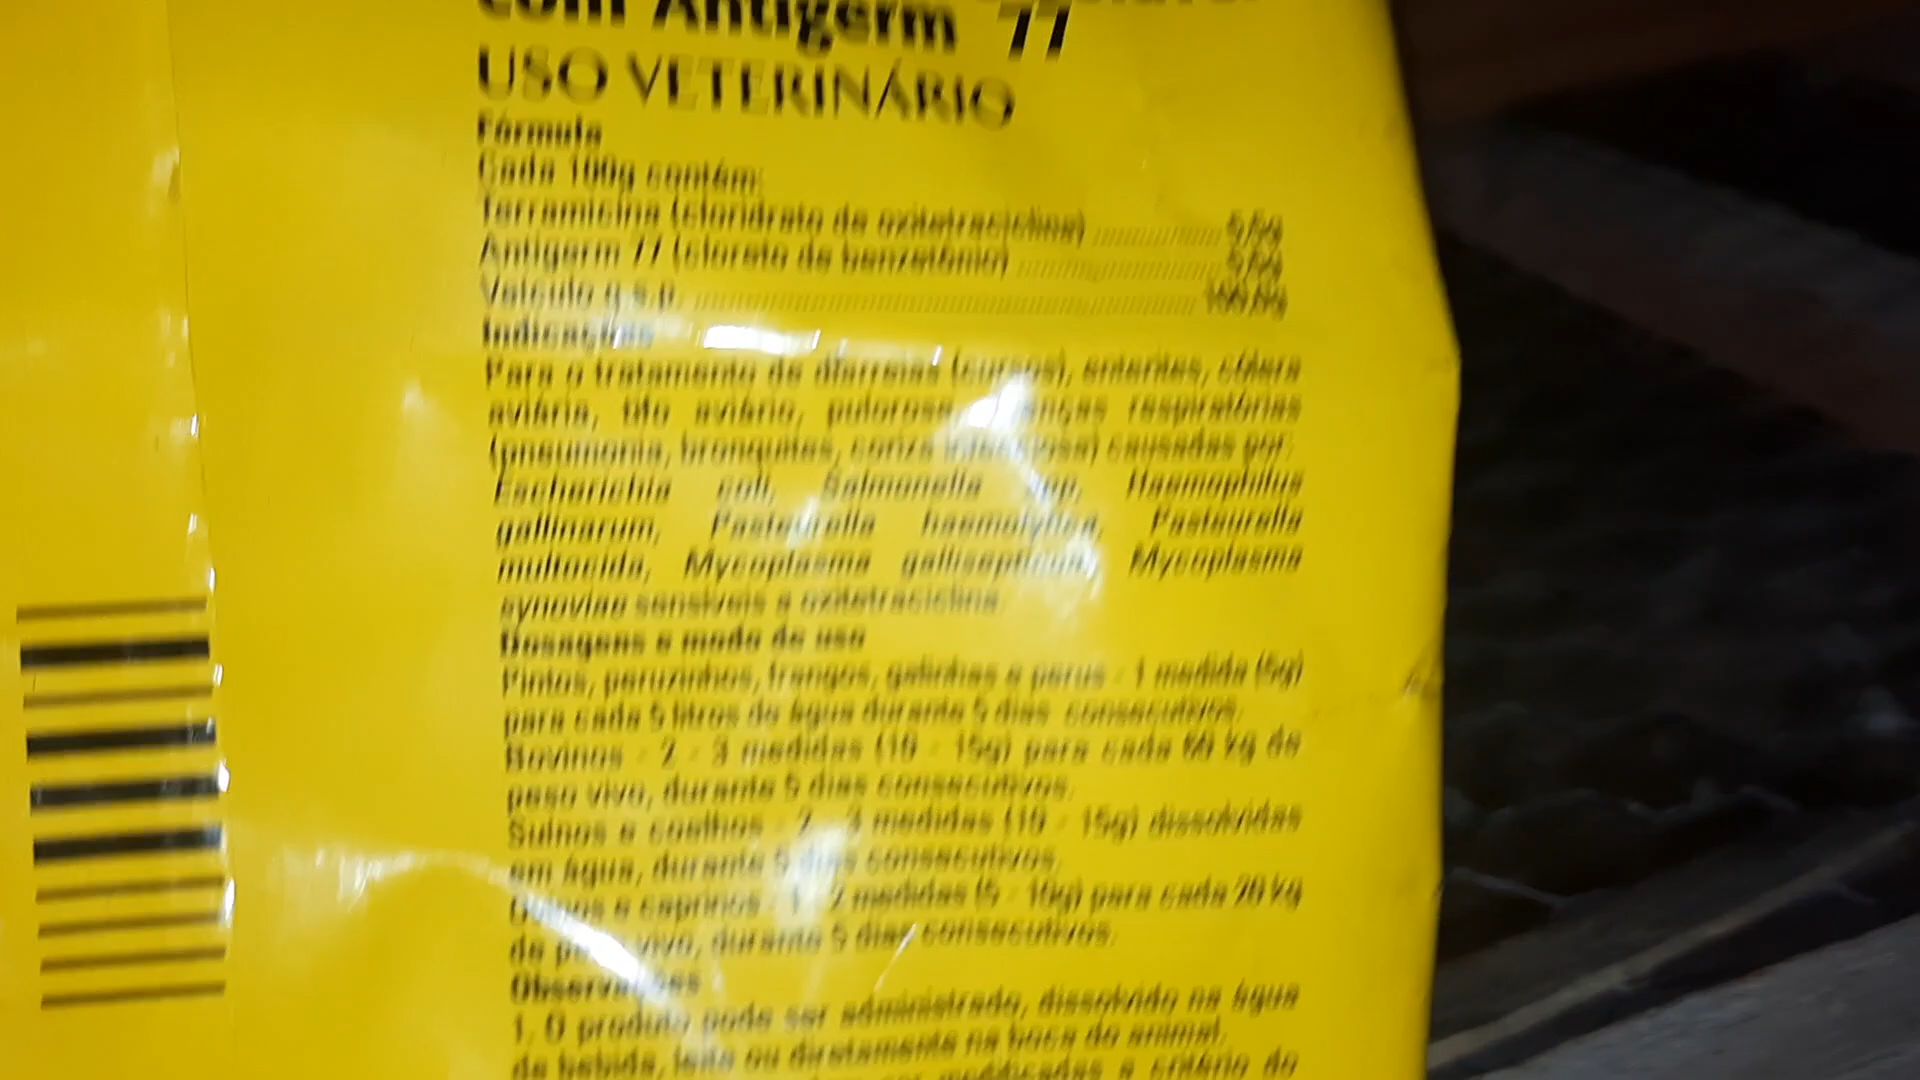 com Antigerm 77
USO VETERINÁRIO
Fórmula
Cada 100g contém:
Terramicina (cloridrato de oxitetraciclina)
Antigerm 77 (cloreto de benzetônio)
Veículo q.s.p. 100,0g
Indicações
Para o tratamento de diarreias (cursos), enterites, cólera
aviária, tifo aviário, pulorose, respiratórias
(pneumonia, bronquites, coriza infecciosa) causadas por:
Escherichia coli, Salmonella spp, Haemophillus
gallinarum, Pasteurella haemolytica, Pasteurella
multocida, Mycoplasma gallisepticum, Mycoplasma
synoviae sensíveis a oxitetraciclina.
Dosagens e modo de uso
Pintos, peruzinhos, frangos, galinhas e perus - 1 medida (5g)
para cada 5 litros de água durante 5 dias consecutivos.
Bovinos - 2 - 3 medidas (10 - 15g) para cada kg de
peso vivo, durante 5 dias consecutivos.
Suínos e coelhos - 2 - 3 medidas (10 - 15g) dissolvidas
em água, durante 5 dias consecutivos.
Ovinos e caprinos - 1 - 2 medidas (5 - 10g) para cada 20 kg
de peso vivo, durante 5 dias consecutivos.
Observações
1. O produto pode ser administrado, dissolvido na água
de bebida, leite ou diretamente na boca do animal.
ser modificadas a critério do